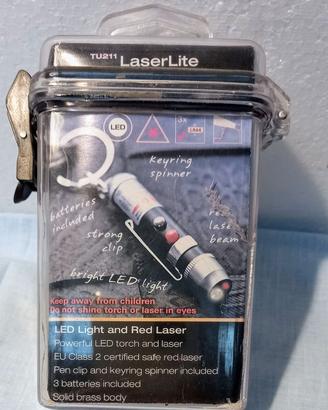 TU211 LaserLite
LED
3x
LR44
keyring
spinner
batteries
included
red
laser
beam
strong
clip
bright LED light
Keep away from children
Do not shine torch or laser in eyes
LED Light and Red Laser
Powerful LED torch and laser
EU Class 2 certified safe red laser
Pen clip and keyring spinner included
3 batteries included
Solid brass body